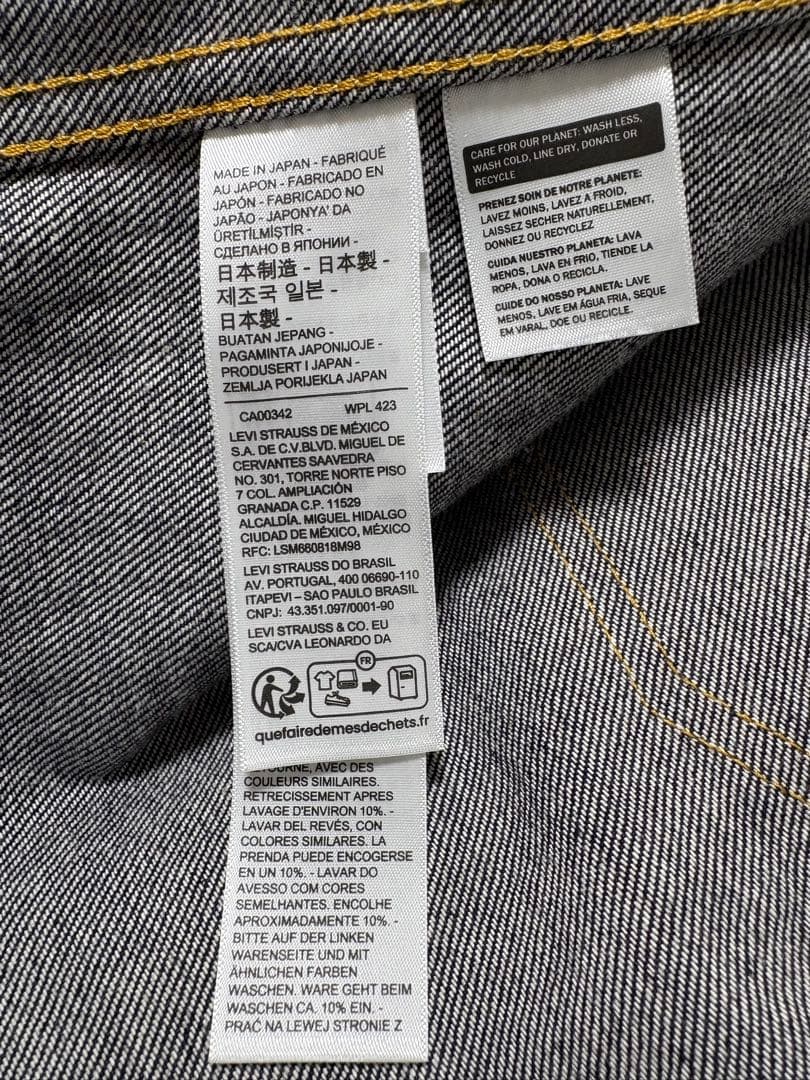 MADE IN JAPAN - FABRIQUÉ
AU JAPON - FABRICADO EN
JAPÓN - FABRICADO NO
JAPÃO - JAPONYA' DA
ÜRETİLMİŞTİR -
СДЕЛАНО В ЯПОНИИ -
日本制造 - 日本製 -
제조국 일본 -
日本製 -
BUATAN JEPANG -
PAGAMINTA JAPONIJOJE -
PRODUSERT I JAPAN -
ZEMLJA PORIJEKLA JAPAN
CA00342 WPL 423
LEVI STRAUSS DE MÉXICO
S.A. DE C.V.BLVD. MIGUEL DE
CERVANTES SAAVEDRA
NO. 301, TORRE NORTE PISO
7 COL. AMPLIACIÓN
GRANADA C.P. 11529
ALCALDÍA. MIGUEL HIDALGO
CIUDAD DE MÉXICO, MÉXICO
RFC: LSM660818M98
LEVI STRAUSS DO BRASIL
AV. PORTUGAL, 400 06690-110
ITAPEVI – SAO PAULO BRASIL
CNPJ: 43.351.097/0001-90
LEVI STRAUSS & CO. EU
SCA/CVA LEONARDO DA
FR
quefairedemesdechets.fr
AVEC DES
COULEURS SIMILAIRES.
RETRECISSEMENT APRES
LAVAGE D'ENVIRON 10%. -
LAVAR DEL REVÉS, CON
COLORES SIMILARES. LA
PRENDA PUEDE ENCOGERSE
EN UN 10%. - LAVAR DO
AVESSO COM CORES
SEMELHANTES. ENCOLHE
APROXIMADAMENTE 10%. -
BITTE AUF DER LINKEN
WARENSEITE UND MIT
ÄHNLICHEN FARBEN
WASCHEN. WARE GEHT BEIM
WASCHEN CA. 10% EIN. -
PRAĆ NA LEWEJ STRONIE Z
CARE FOR OUR PLANET: WASH LESS,
WASH COLD, LINE DRY, DONATE OR
RECYCLE
PRENEZ SOIN DE NOTRE PLANETE:
LAVEZ MOINS, LAVEZ A FROID,
LAISSEZ SECHER NATURELLEMENT,
DONNEZ OU RECYCLEZ
CUIDA NUESTRO PLANETA: LAVA
MENOS, LAVA EN FRIO, TIENDE LA
ROPA, DONA O RECICLA.
CUIDE DO NOSSO PLANETA: LAVE
MENOS, LAVE EM ÁGUA FRIA, SEQUE
EM VARAL, DOE OU RECICLE.